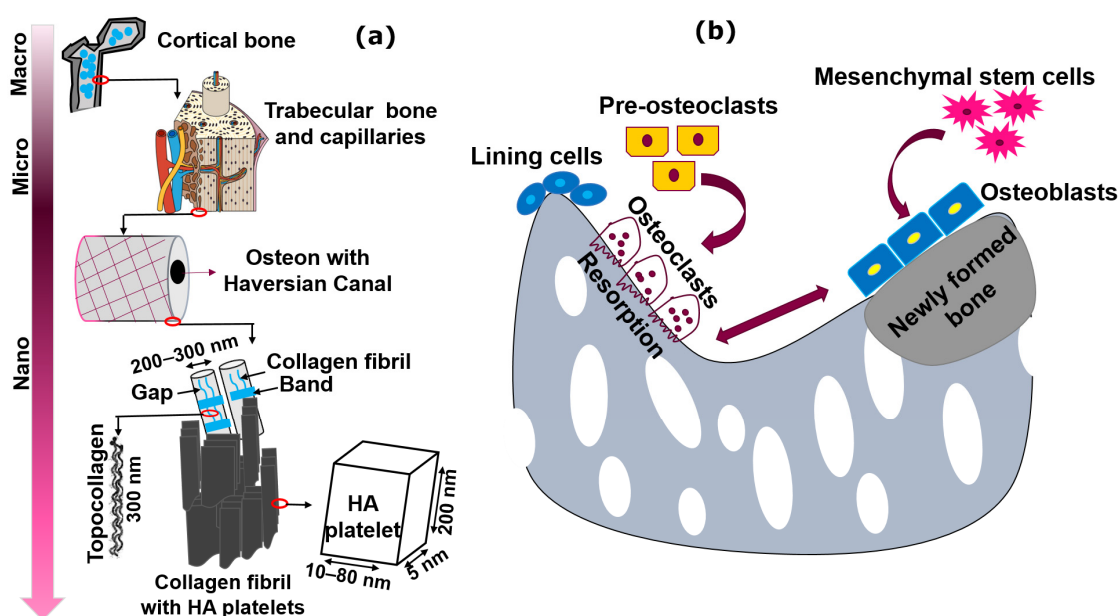 (a)
Macro
Micro
Nano
Cortical bone
Trabecular bone
and capillaries
Osteon with
Haversian Canal
200–300 nm
Collagen fibril
Gap
Band
Topocollagen
300 nm
HA
platelet
200 nm
5 nm
10–80 nm
Collagen fibril
with HA platelets
(b)
Mesenchymal stem cells
Pre-osteoclasts
Lining cells
Osteoblasts
Osteoclasts
Resorption
Newly formed
bone